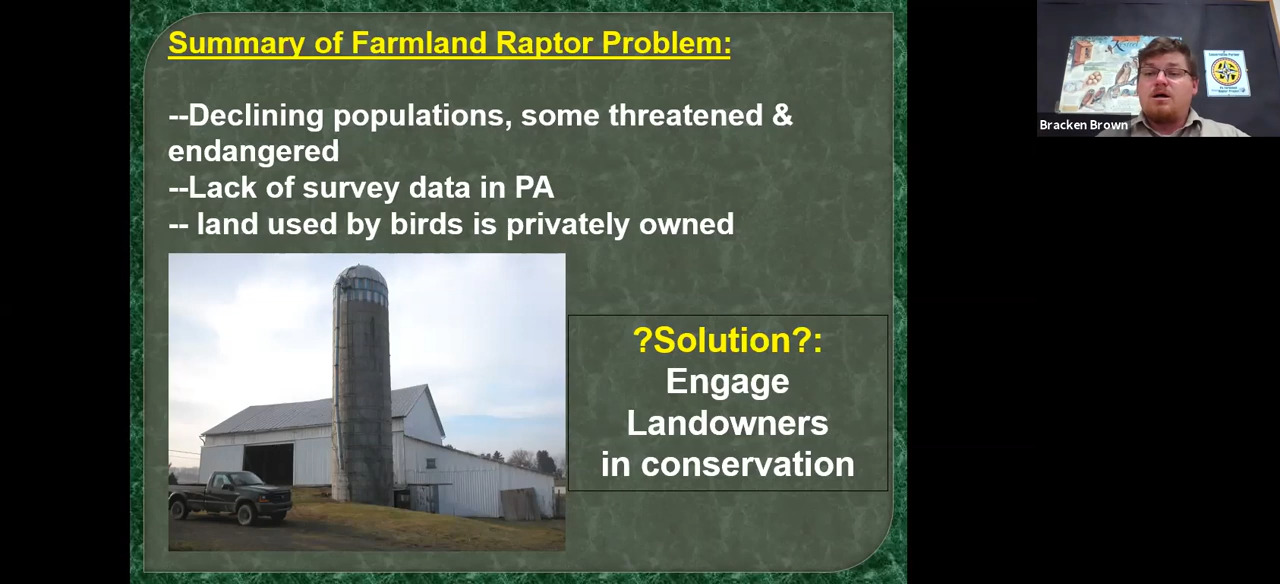 Summary of Farmland Raptor Problem:
--Declining populations, some threatened &
endangered
--Lack of survey data in PA
-- land used by birds is privately owned
?Solution?:
Engage
Landowners
in conservation
Bracken Brown